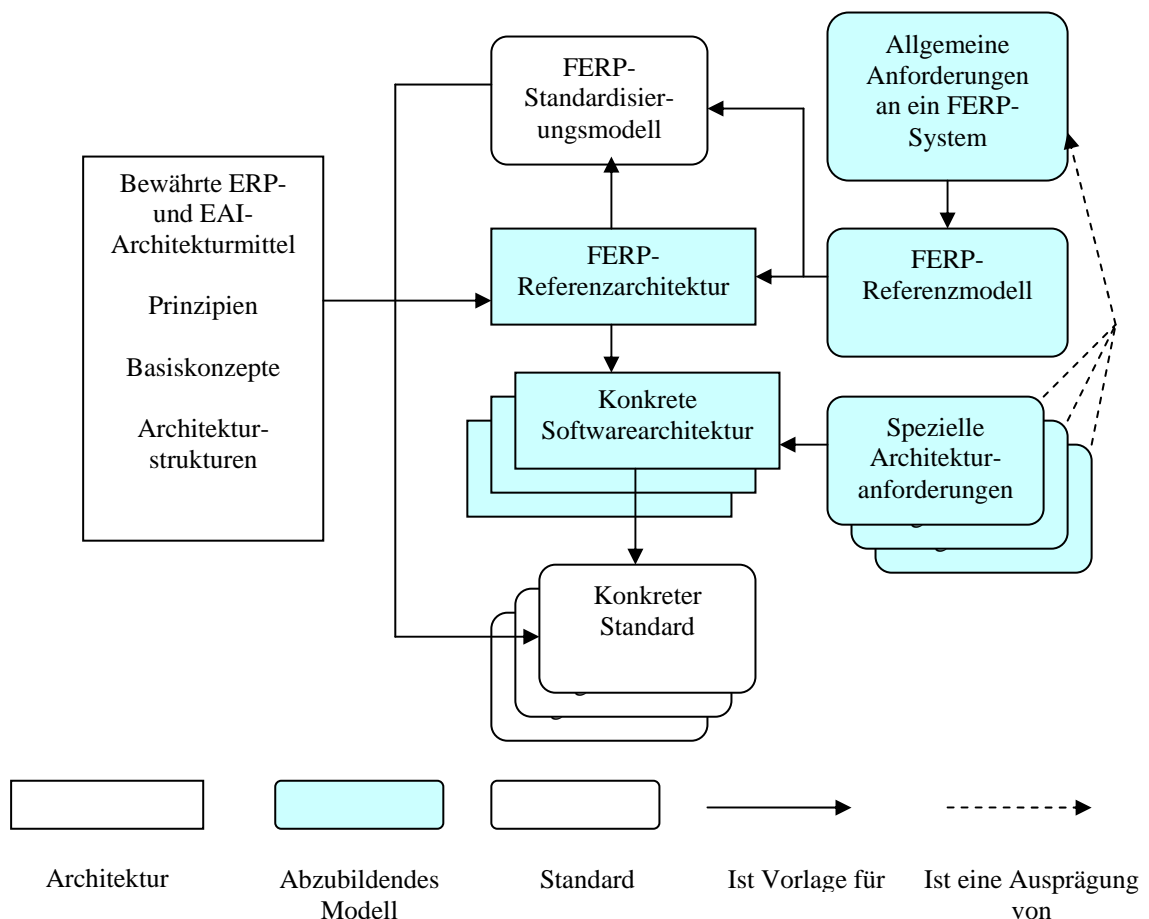 FERP-
Standardisier-
ungsmodell
Allgemeine
Anforderungen
an ein FERP-
System
Bewährte ERP-
und EAI-
Architekturmittel
Prinzipien
Basiskonzepte
Architektur-
strukturen
FERP-
Referenzarchitektur
FERP-
Referenzmodell
Konkrete
Softwarearchitektur
Spezielle
Architektur-
anforderungen
Konkreter
Standard
Architektur
Abzubildendes
Modell
Standard
Ist Vorlage für
Ist eine Ausprägung
von